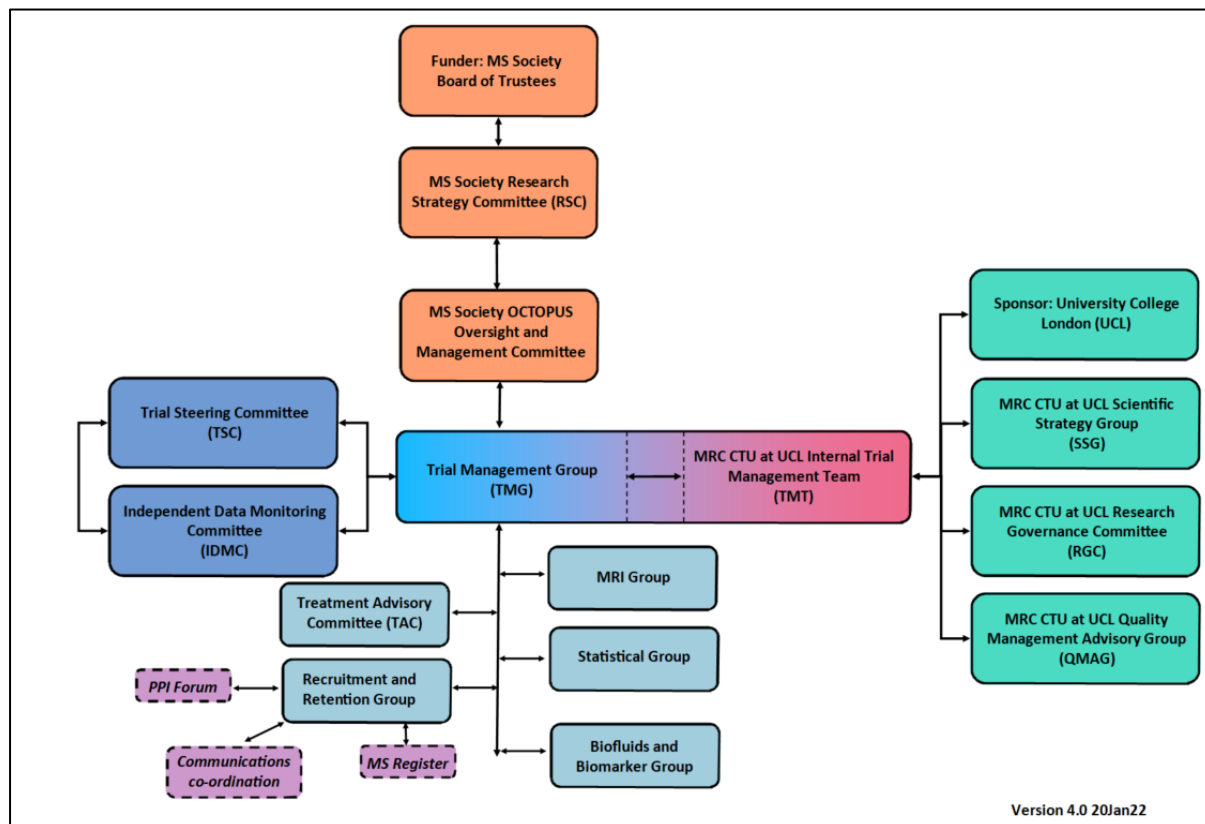 Funder: MS Society
Board of Trustees
MS Society Research
Strategy Committee (RSC)
MS Society OCTOPUS
Oversight and
Management Committee
Sponsor: University College
London (UCL)
MRC CTU at UCL Scientific
Strategy Group
(SSG)
MRC CTU at UCL Research
Governance Committee
(RGC)
MRC CTU at UCL Quality
Management Advisory Group
(QMAG)
Trial Steering Committee
(TSC)
Independent Data Monitoring
Committee
(IDMC)
Trial Management Group
(TMG)
MRC CTU at UCL Internal Trial
Management Team
(TMT)
MRI Group
Treatment Advisory
Committee (TAC)
Statistical Group
PPI Forum
Recruitment and
Retention Group
Communications
co-ordination
MS Register
Biofluids and
Biomarker Group
Version 4.0 20Jan22